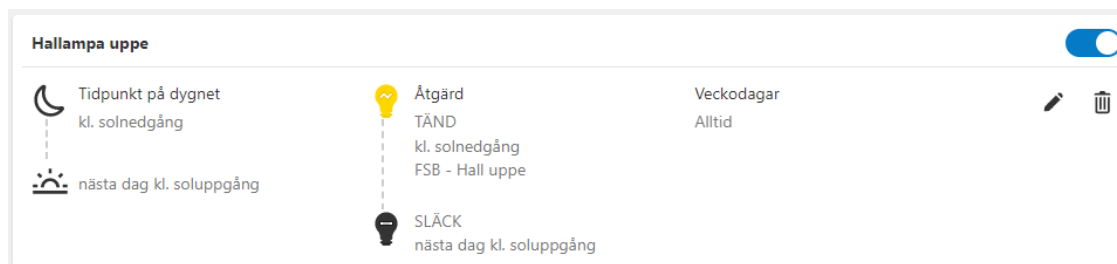 Hallampa uppe
Tidpunkt på dygnet
kl. solnedgång
nästa dag kl. soluppgång
Åtgärd
TÄND
kl. solnedgång
FSB - Hall uppe
SLÄCK
nästa dag kl. soluppgång
Veckodagar
Alltid